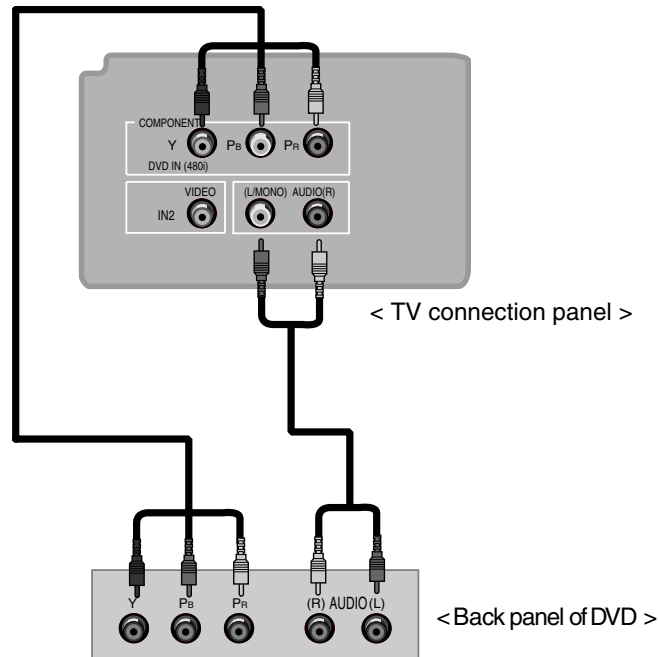 COMPONENT
Y PB PR
DVD IN (480i)
VIDEO (L/MONO) AUDIO(R)
IN2
< TV connection panel >
Y PB PR (R) AUDIO (L)
< Back panel of DVD >